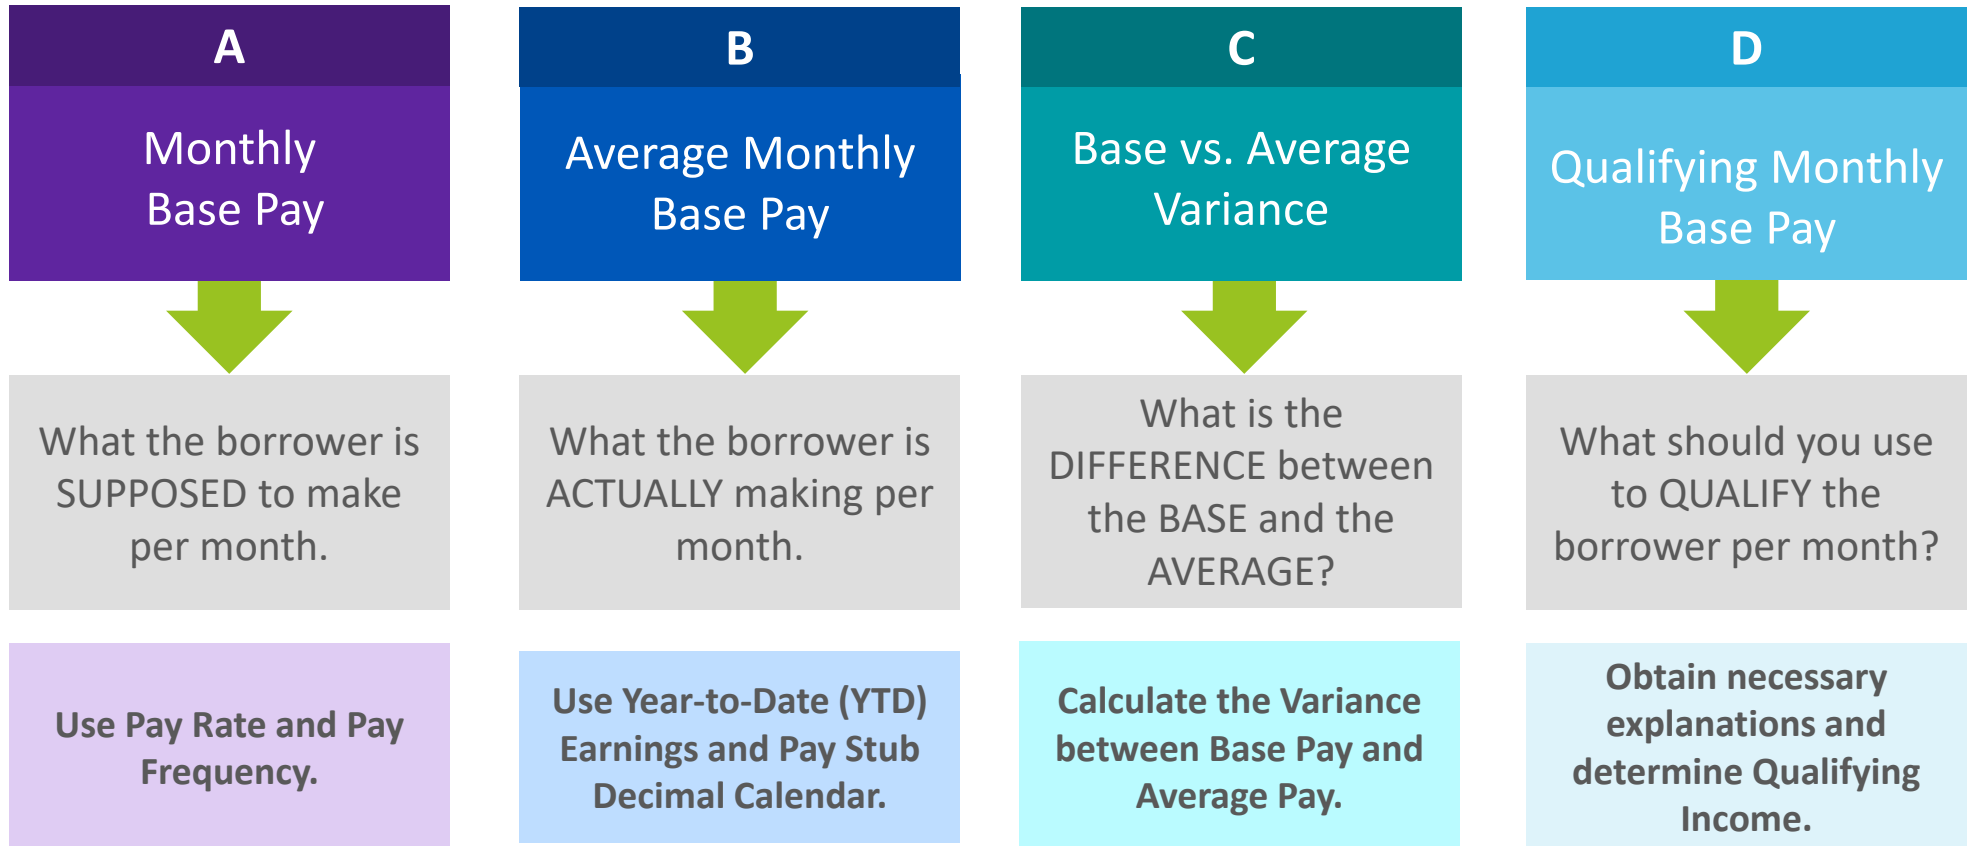 A
Monthly
Base Pay
What the borrower is
SUPPOSED to make
per month.
Use Pay Rate and Pay
Frequency.
B
Average Monthly
Base Pay
What the borrower is
ACTUALLY making per
month.
Use Year-to-Date (YTD)
Earnings and Pay Stub
Decimal Calendar.
C
Base vs. Average
Variance
What is the
DIFFERENCE between
the BASE and the
AVERAGE?
Calculate the Variance
between Base Pay and
Average Pay.
D
Qualifying Monthly
Base Pay
What should you use
to QUALIFY the
borrower per month?
Obtain necessary
explanations and
determine Qualifying
Income.